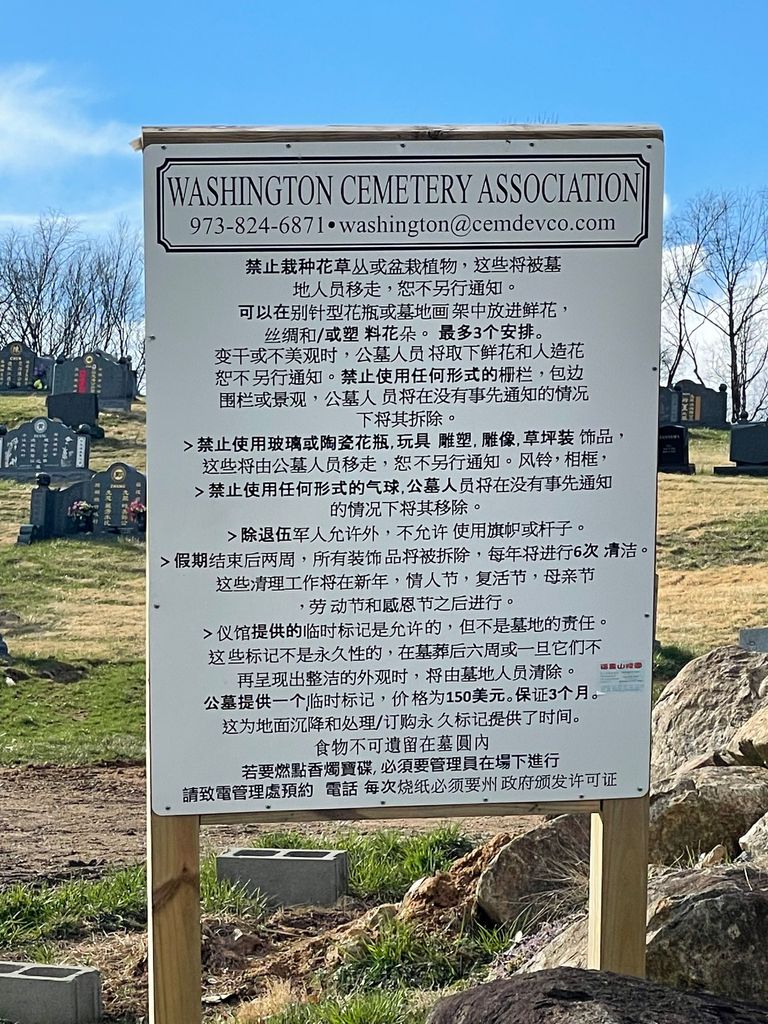 WASHINGTON CEMETERY ASSOCIATION
973-824-6871•washington@cemdevco.com
禁止栽种花草丛或盆栽植物，这些将被墓
地人员移走，恕不另行通知。
可以在别针型花瓶或墓地画 架中放进鲜花，
丝绸和/或塑 料花朵。 最多3个安排。
变干或不美观时，公墓人员 将取下鲜花和人造花
恕不 另行通知。禁止使用任何形式的栅栏，包边
围栏或景观，公墓人 员将在没有事先通知的情况
下将其拆除。
>禁止使用玻璃或陶瓷花瓶,玩具 雕塑, 雕像,草坪装 饰品，
这些将由公墓人员移走，恕不另行通知。风铃，相框，
>禁止使用任何形式的气球,公墓人员将在没有事先通知
的情况下将其移除。
>除退伍军人允许外，不允许 使用旗帜或杆子。
>假期结束后两周，所有装饰 品将被拆除，每年将进行6次 清洁。
这些清理工作将在新年，情人节，复活节，母亲节
，劳 动节和感恩节之后进行。
>仪馆提供的临时标记是允许的，但不是墓地的责任。
这些标记不是永久性的，在墓葬后六周或一旦它们不
再呈现出整洁的外观时，将由墓地人员清除。
公墓提供一个临时标记，价格为150美元。保证3个月。
这为地面沉降和处理/订购永 久标记提供了时间。
食物不可遺留在墓圓內
若要燃點香燭寶碟, 必須要管理員在場下進行
請致電管理處預約 電話 每次烧纸必须要州 政府颁发许可证